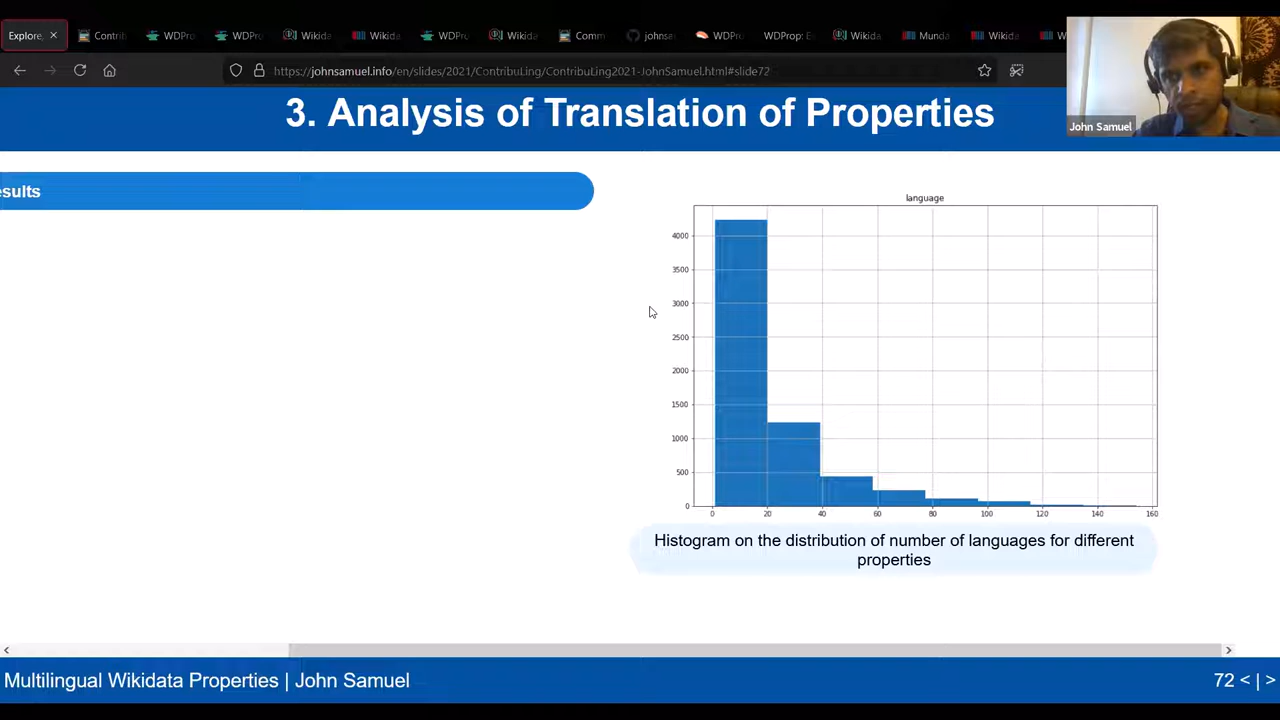 Explore,
Contrib
WDPro
WDPro
Wikida
Wikida
WDPro
Wikida
Comm
johnsa
WDPro
WDProp: E
Wikida
Munda
Wikida
W
https://johnsamuel.info/en/slides/2021/ContribuLing/ContribuLing2021-JohnSamuel.html#slide72
John Samuel
3. Analysis of Translation of Properties
esults
language
4000
3500
3000
2500
2000
1500
1000
500
0
0 20 40 60 80 100 120 140 160
Histogram on the distribution of number of languages for different
properties
Multilingual Wikidata Properties | John Samuel
72 < | >